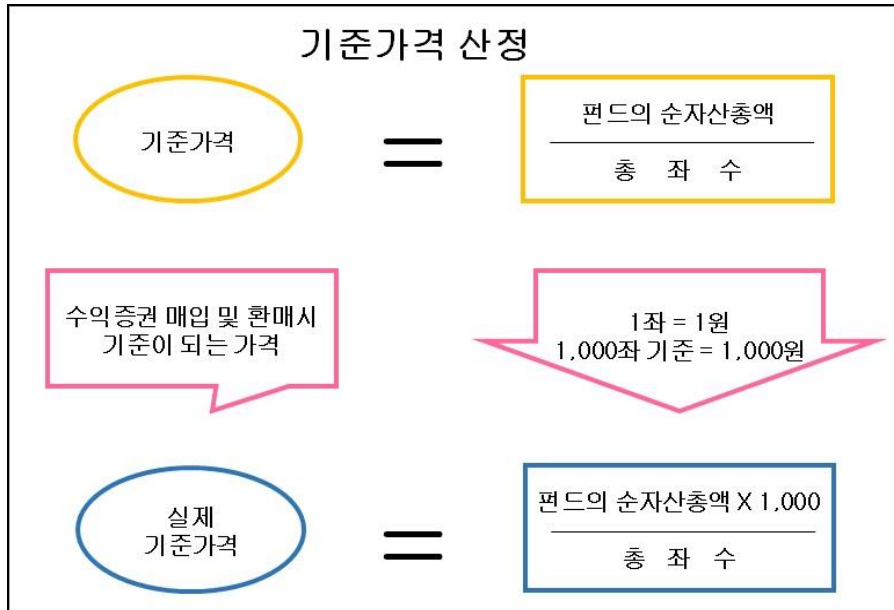 기준가격 산정
기준가격
=
펀드의 순자산총액
총 좌 수
수익증권 매입 및 환매시
기준이 되는 가격
1좌 = 1원
1,000좌 기준 = 1,000원
실제
기준가격
=
펀드의 순자산총액 X 1,000
총 좌 수